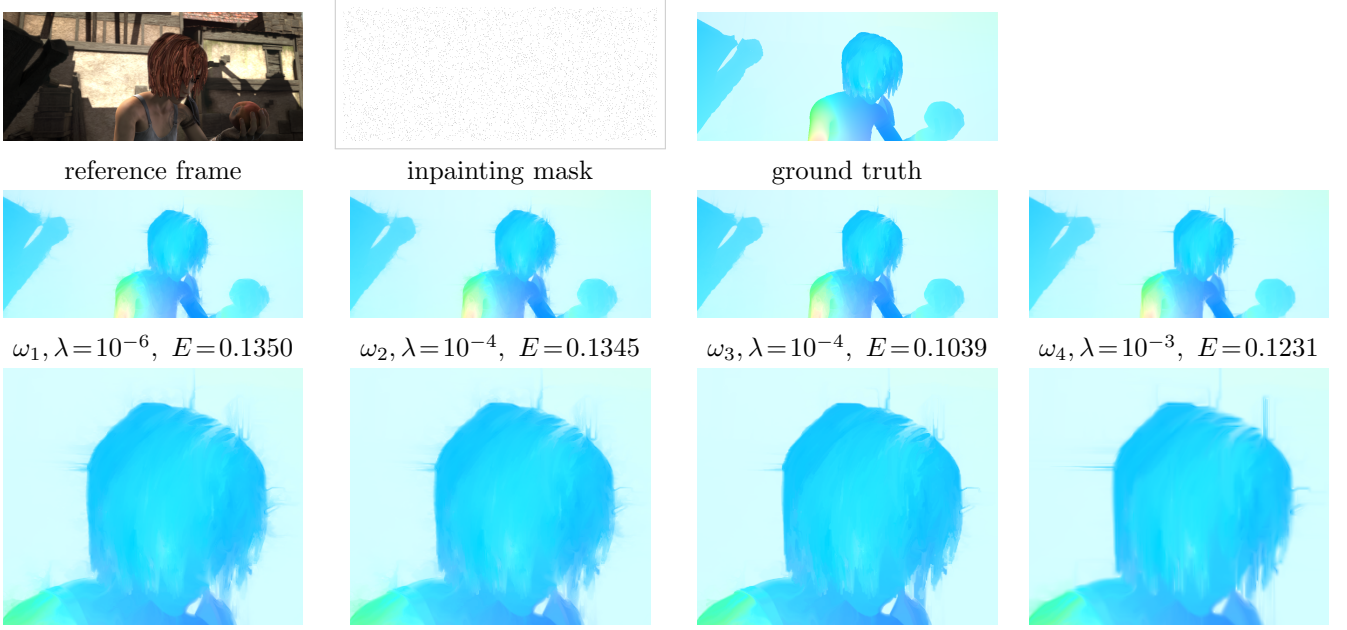 reference frame inpainting mask ground truth
ω₁, λ=10⁻⁶, E=0.1350 ω₂, λ=10⁻⁴, E=0.1345 ω₃, λ=10⁻⁴, E=0.1039 ω₄, λ=10⁻³, E=0.1231